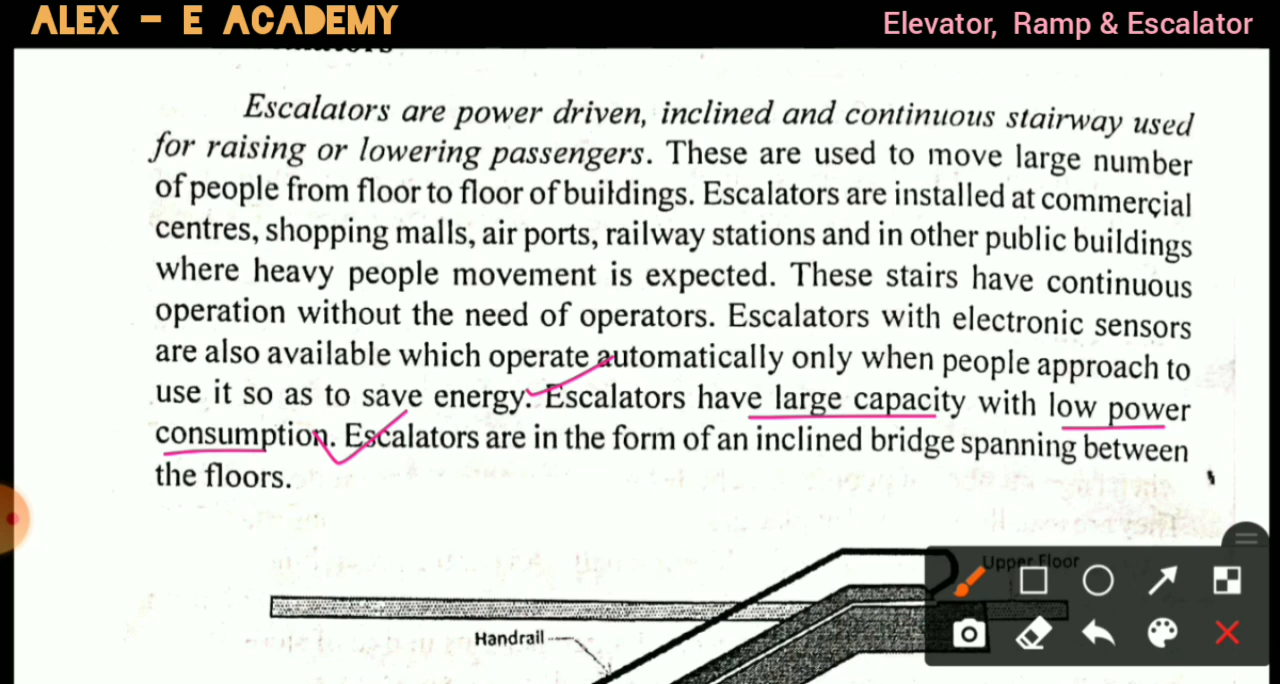 ALEX – E ACADEMY
Elevator, Ramp & Escalator
Escalators are power driven, inclined and continuous stairway used
for raising or lowering passengers. These are used to move large number
of people from floor to floor of buildings. Escalators are installed at commercial
centres, shopping malls, air ports, railway stations and in other public buildings
where heavy people movement is expected. These stairs have continuous
operation without the need of operators. Escalators with electronic sensors
are also available which operate automatically only when people approach to
use it so as to save energy. Escalators have large capacity with low power
consumption. Escalators are in the form of an inclined bridge spanning between
the floors.
Upper Floor
Handrail